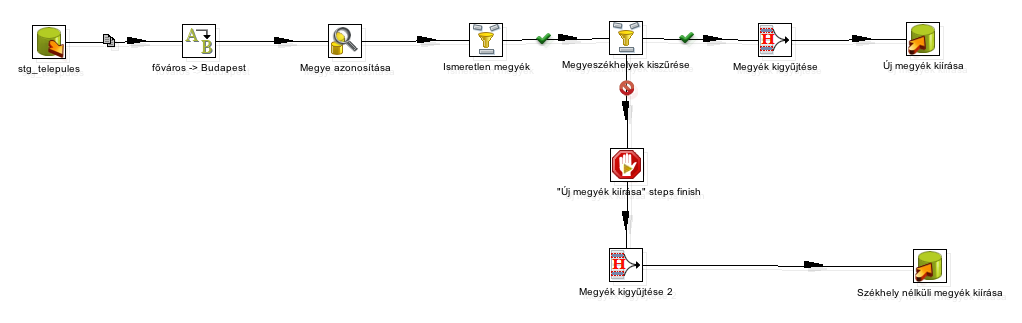 stg_telepules
főváros -> Budapest
Megye azonosítása
Ismeretlen megyék
Megyeszékhelyek kiszűrése
Megyék kigyűjtése
Új megyék kiírása
"Új megyék kiírása" steps finish
Megyék kigyűjtése 2
Székhely nélküli megyék kiírása